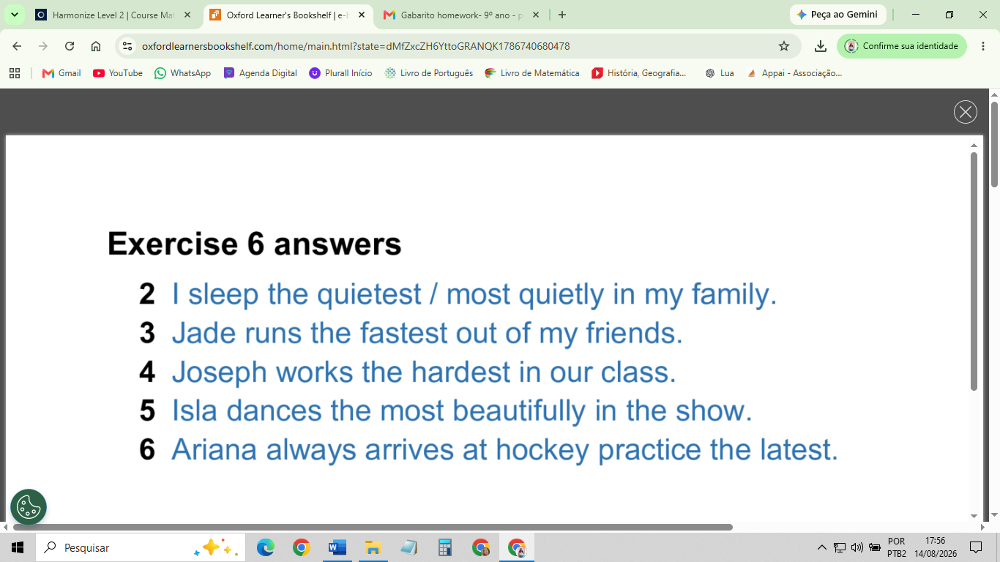 Harmonize Level 2 | Course Mat
Oxford Learner's Bookshelf | e-b
Gabarito homework- 9º ano - p
Peça ao Gemini
oxfordlearnersbookshelf.com/home/main.html?state=dMfZxcZH6YttoGRANQK1786740680478
Confirme sua identidade
Gmail
YouTube
WhatsApp
Agenda Digital
Plurall Início
Livro de Português
Livro de Matemática
História, Geografia...
Lua
Appai - Associação...
Exercise 6 answers
2 I sleep the quietest / most quietly in my family.
3 Jade runs the fastest out of my friends.
4 Joseph works the hardest in our class.
5 Isla dances the most beautifully in the show.
6 Ariana always arrives at hockey practice the latest.
Pesquisar
POR
PTB2
17:56
14/08/2026